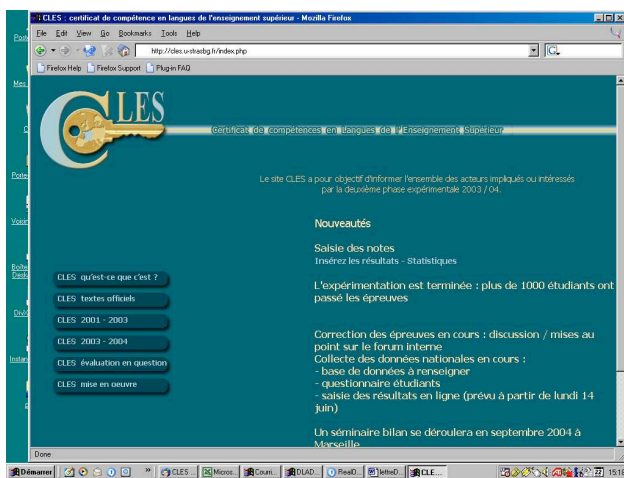 CLES : certificat de compétence en langues de l'enseignement supérieur - Mozilla Firefox
File Edit View Go Bookmarks Tools Help
http://cles.u-strasbg.fr/index.php
Firefox Help Firefox Support Plug-in FAQ
CLES
Certificat de compétences en Langues de l'Enseignement Supérieur
Le site CLES a pour objectif d'informer l'ensemble des acteurs impliqués ou intéressés
par la deuxième phase expérimentale 2003 / 04.
Nouveautés
Saisie des notes
Insérez les résultats - Statistiques
L'expérimentation est terminée : plus de 1000 étudiants ont
passé les épreuves
Correction des épreuves en cours : discussion / mises au
point sur le forum interne
Collecte des données nationales en cours :
- base de données à renseigner
- questionnaire étudiants
- saisie des résultats en ligne (prévu à partir de lundi 14
juin)
Un séminaire bilan se déroulera en septembre 2004 à
Marseille
CLES qu'est-ce que c'est ?
CLES textes officiels
CLES 2001 - 2003
CLES 2003 - 2004
CLES évaluation en question
CLES mise en oeuvre
Done
Démarrer
CLES ...
Micros...
Courri...
DLAD...
RealO...
lettreD...
CLE...
15:18